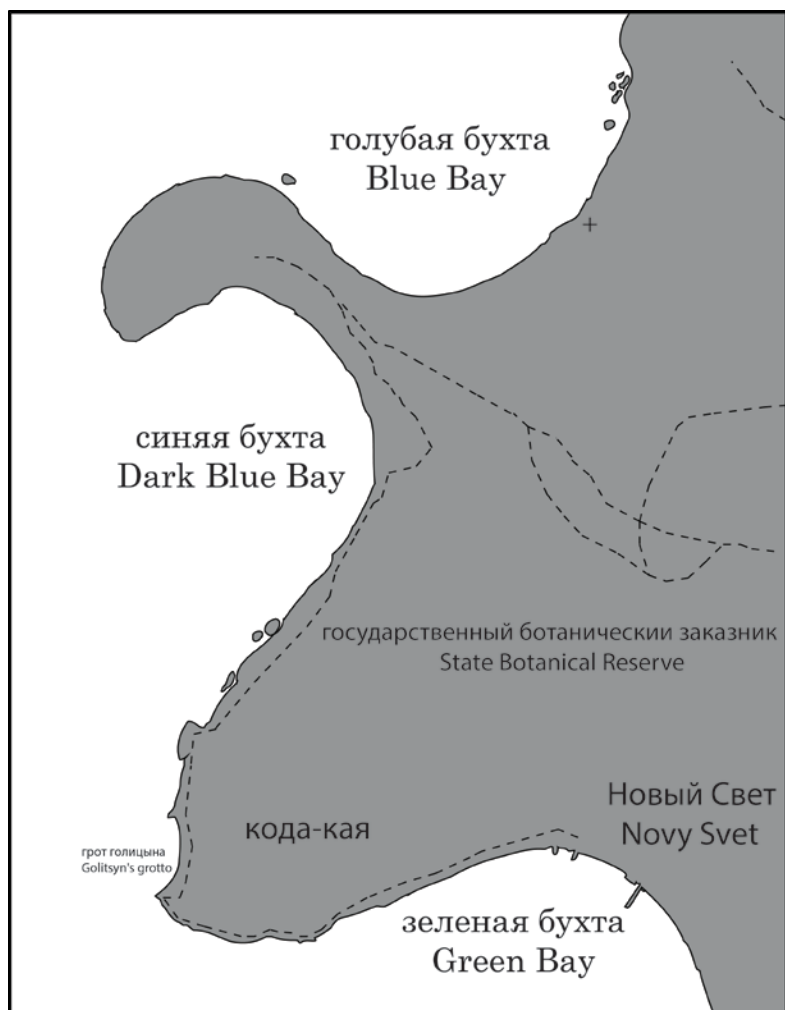 голубая бухта
Blue Bay
синяя бухта
Dark Blue Bay
государственный ботаническии заказник
State Botanical Reserve
Новый Свет
Novy Svet
кода-кая
грот голицына
Golitsyn's grotto
зеленая бухта
Green Bay